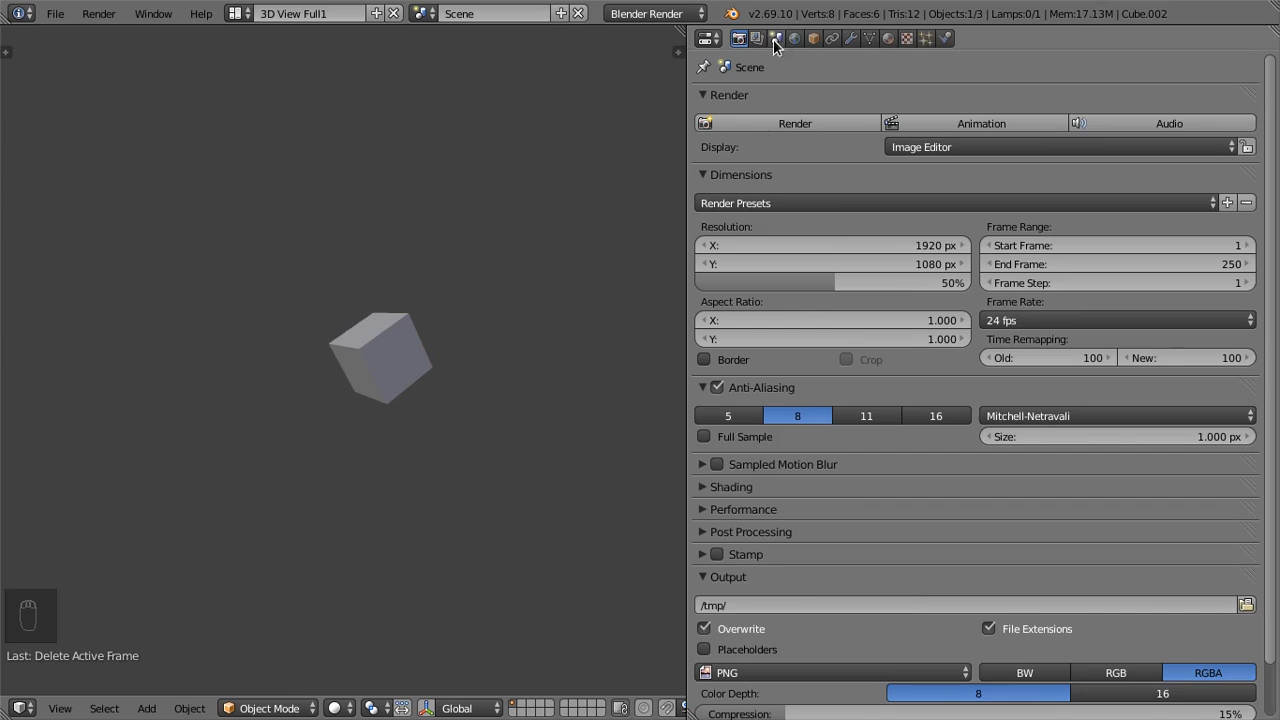 File Render Window Help 3D View Full1 Scene Blender Render v2.69.10 | Verts:8 | Faces:6 | Tris:12 | Objects:1/3 | Lamps:0/1 | Mem:17.13M | Cube.002
Scene
Render
Render Animation Audio
Display: Image Editor
Dimensions
Render Presets
Resolution: Frame Range:
X: 1920 px Start Frame: 1
Y: 1080 px End Frame: 250
50% Frame Step: 1
Aspect Ratio: Frame Rate:
X: 1.000 24 fps
Y: 1.000 Time Remapping:
Border Crop Old: 100 New: 100
Anti-Aliasing
5 8 11 16 Mitchell-Netravali
Full Sample Size: 1.000 px
Sampled Motion Blur
Shading
Performance
Post Processing
Stamp
Output
/tmp/
Overwrite File Extensions
Placeholders
Last: Delete Active Frame
PNG BW RGB RGBA
Color Depth: 8 16
View Select Add Object Object Mode Global
Compression: 15%